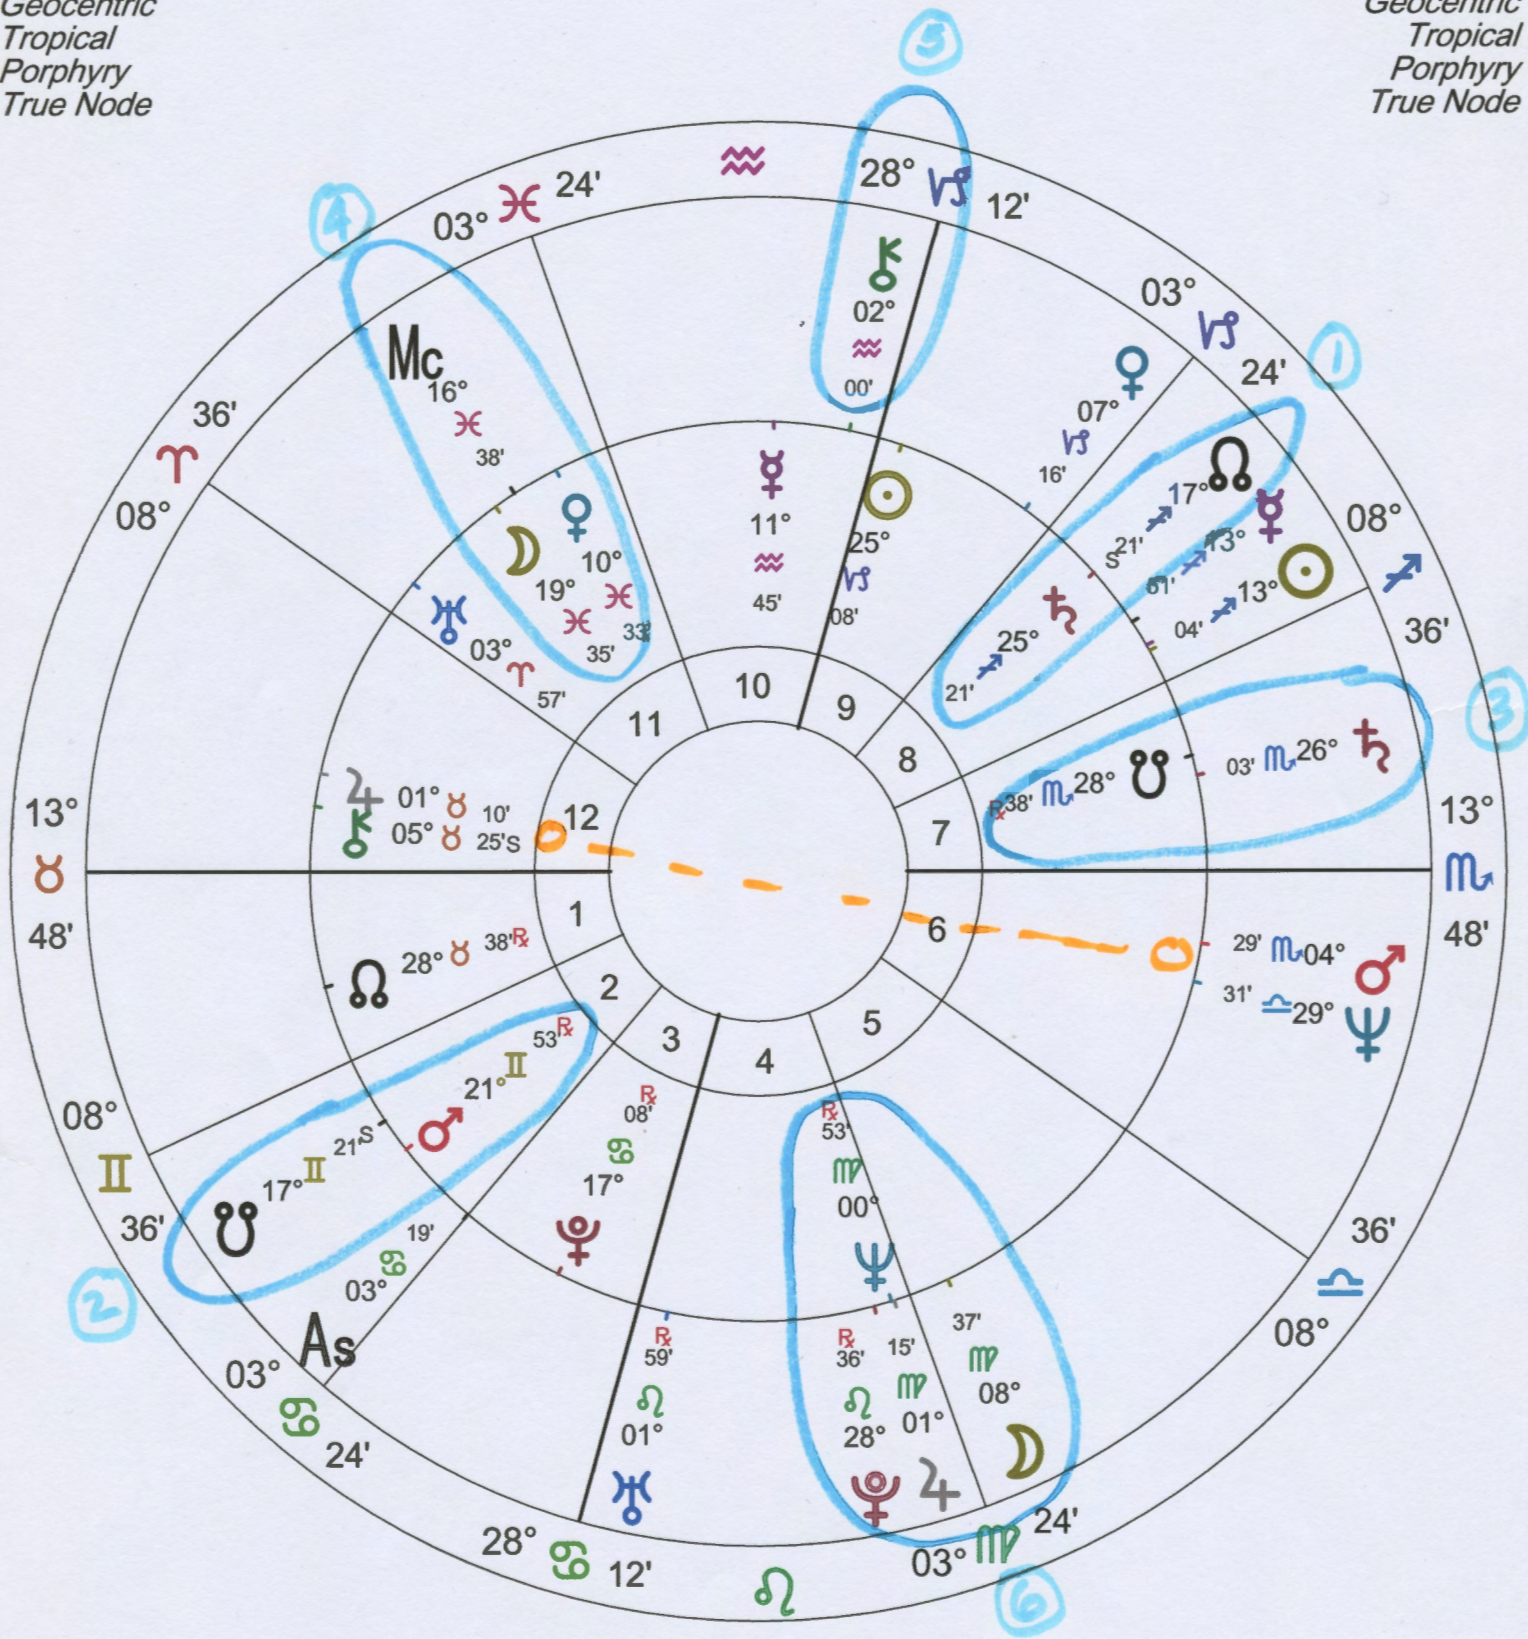 Geocentric
Tropical
Porphyry
True Node
Geocentric
Tropical
Porphyry
True Node
5
28° ♑ 12'
⚷
02°
♒
00'
♒
4
03° ♓ 24'
Mc
16°
♓
38'
☽
19°
♓
35'
♀
10°
♓
33'
☿
11°
♒
45'
☉
25°
♑
08'
03° ♑ 24'
♀
07°
♑
16'
1
☊
17° ♐ 21' S
☿
13° ♐
☉
13° ♐ 04'
♄
25° ♐ 21'
08° ♐ 36'
36' ♈ 08°
♅
03° ♈ 57'
3
♄ 26° ♏ 03'
☋ 28° ♏ 38' ℞
13° ♏ 48'
♃ 01° ♉ 10'
⚷ 05° ♉ 25' S
13° ♉ 48'
10
9
8
7
6
5
4
3
2
1
12
11
29' ♏ 04° ♂
31' ♎ 29° ♆
☊ 28° ♉ 38' ℞
08° ♊ 36'
♂ 21° ♊ 53' ℞
☋ 17° ♊ 21' S
2
As
03° ♋ 19'
03° ♋ 24'
℞
08'
♋
17°
♇
℞
59'
♌
01°
♅
28° ♋ 12'
♌
℞
53'
♍
00°
♆
℞
36'
♌
28°
♇
15'
♍
01°
♃
37'
♍
08°
☽
03° ♍ 24'
6
36' ♎ 08°